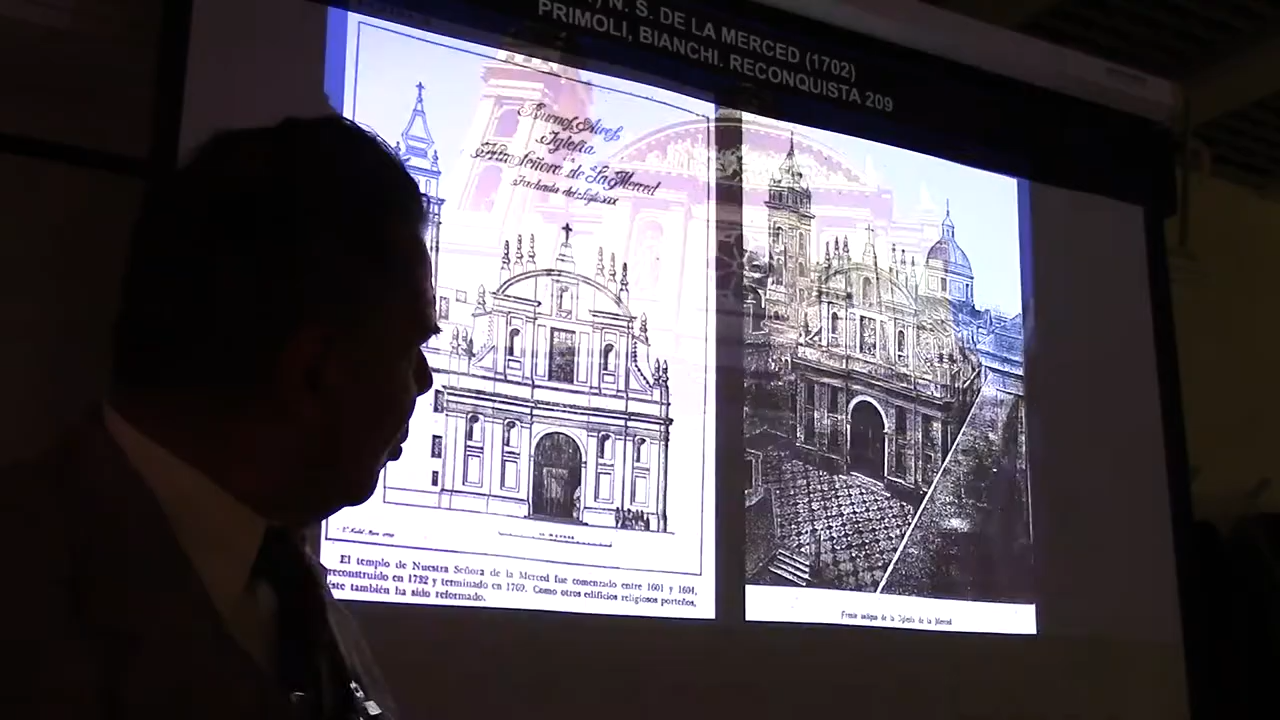 N. S. DE LA MERCED (1702)
PRIMOLI, BIANCHI. RECONQUISTA 209
Buenos Aires
Iglesia
Ntra Señora de La Merced
Fachada del Siglo XIX
El templo de Nuestra Señora de la Merced fue comenzado entre 1601 y 1604,
reconstruido en 1732 y terminado en 1769. Como otros edificios religiosos porteños,
éste también ha sido reformado.
Frente antiguo de la Iglesia de la Merced